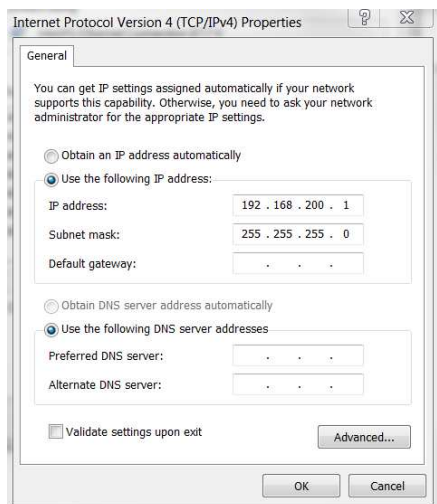 Internet Protocol Version 4 (TCP/IPv4) Properties
General
You can get IP settings assigned automatically if your network
supports this capability. Otherwise, you need to ask your network
administrator for the appropriate IP settings.
Obtain an IP address automatically
Use the following IP address:
IP address: 192 . 168 . 200 . 1
Subnet mask: 255 . 255 . 255 . 0
Default gateway: . . .
Obtain DNS server address automatically
Use the following DNS server addresses
Preferred DNS server: . . .
Alternate DNS server: . . .
Validate settings upon exit
Advanced...
OK Cancel